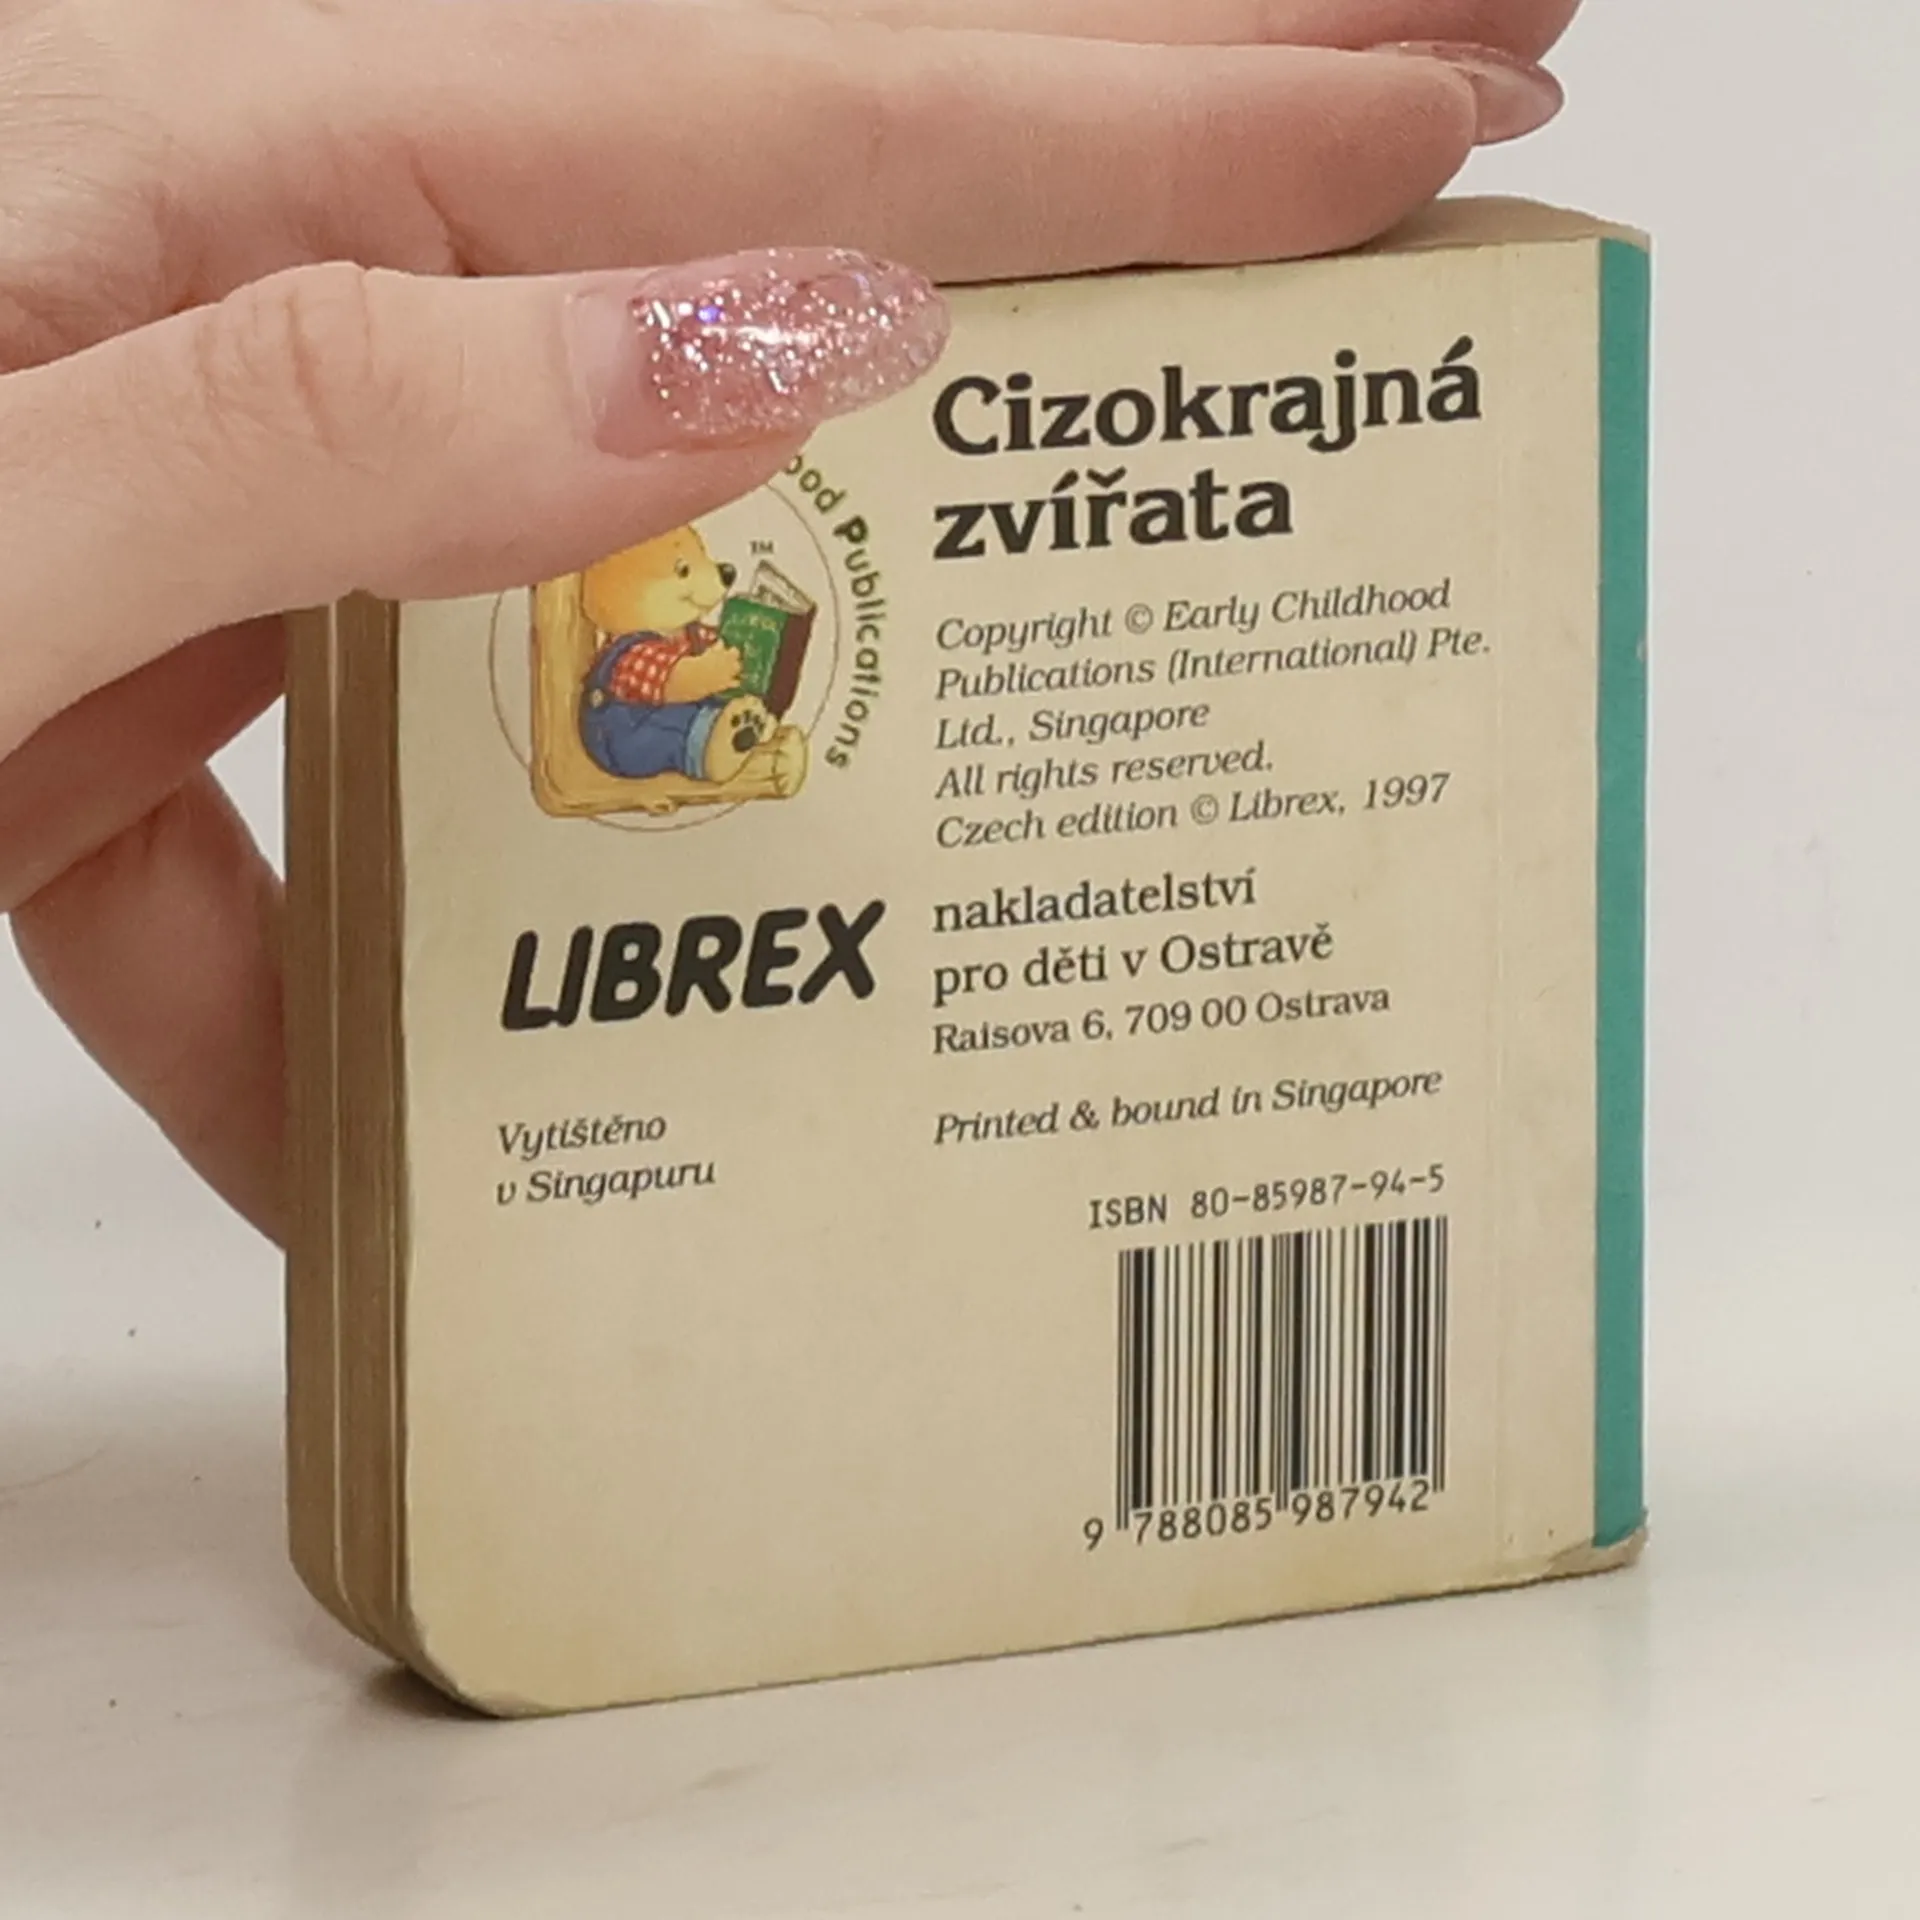 Cizokrajná
zvířata
Publications
TM
Copyright © Early Childhood
Publications (International) Pte.
Ltd., Singapore
All rights reserved.
Czech edition © Librex, 1997
LIBREX
nakladatelství
pro děti v Ostravě
Raisova 6, 709 00 Ostrava
Vytištěno
v Singapuru
Printed & bound in Singapore
ISBN 80-85987-94-5
9 788085 987942